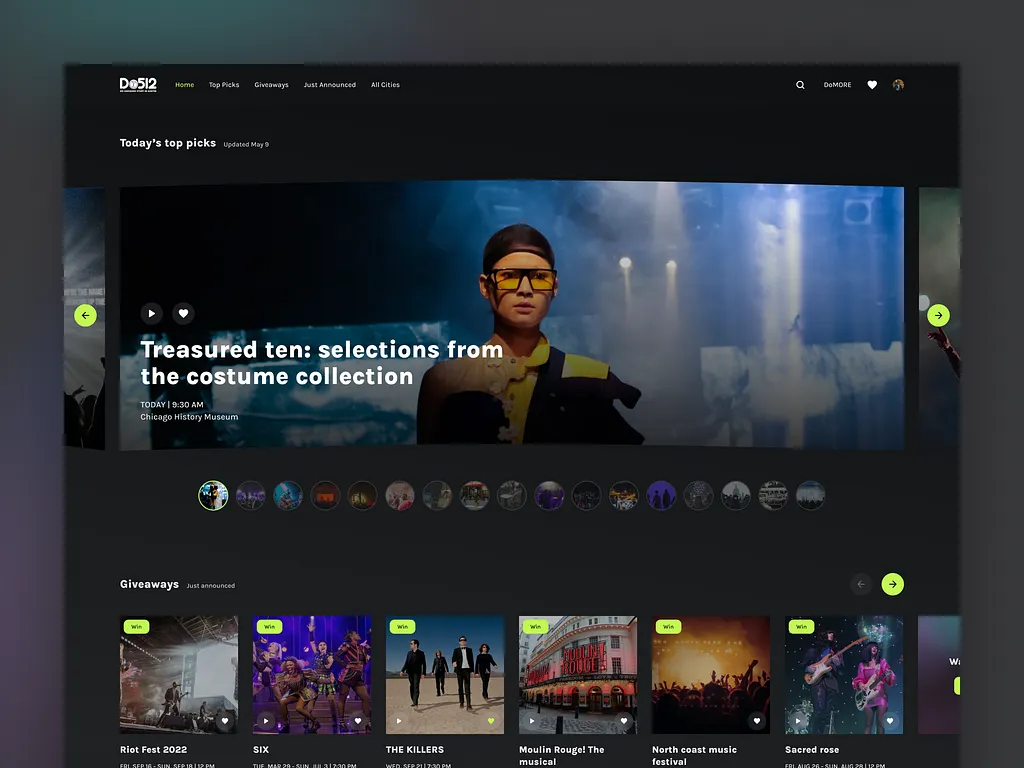 Do512
Home
Top Picks
Giveaways
Just Announced
All Cities
DoMORE
Today's top picks
Updated May 9
Treasured ten: selections from
the costume collection
TODAY | 9:30 AM
Chicago History Museum
Giveaways
Just announced
Win
Win
Win
Win
MOULIN
ROUGE!
Win
Win
Wa
Riot Fest 2022
SIX
THE KILLERS
Moulin Rouge! The
musical
North coast music
festival
Sacred rose
FRI, SEP 16 - SUN, SEP 18 | 12 PM
TUE, MAR 29 - SUN, JUL 3 | 7:30 PM
WED, SEP 21 | 7:30 PM
FRI, AUG 26 - SUN, AUG 28 | 12 PM